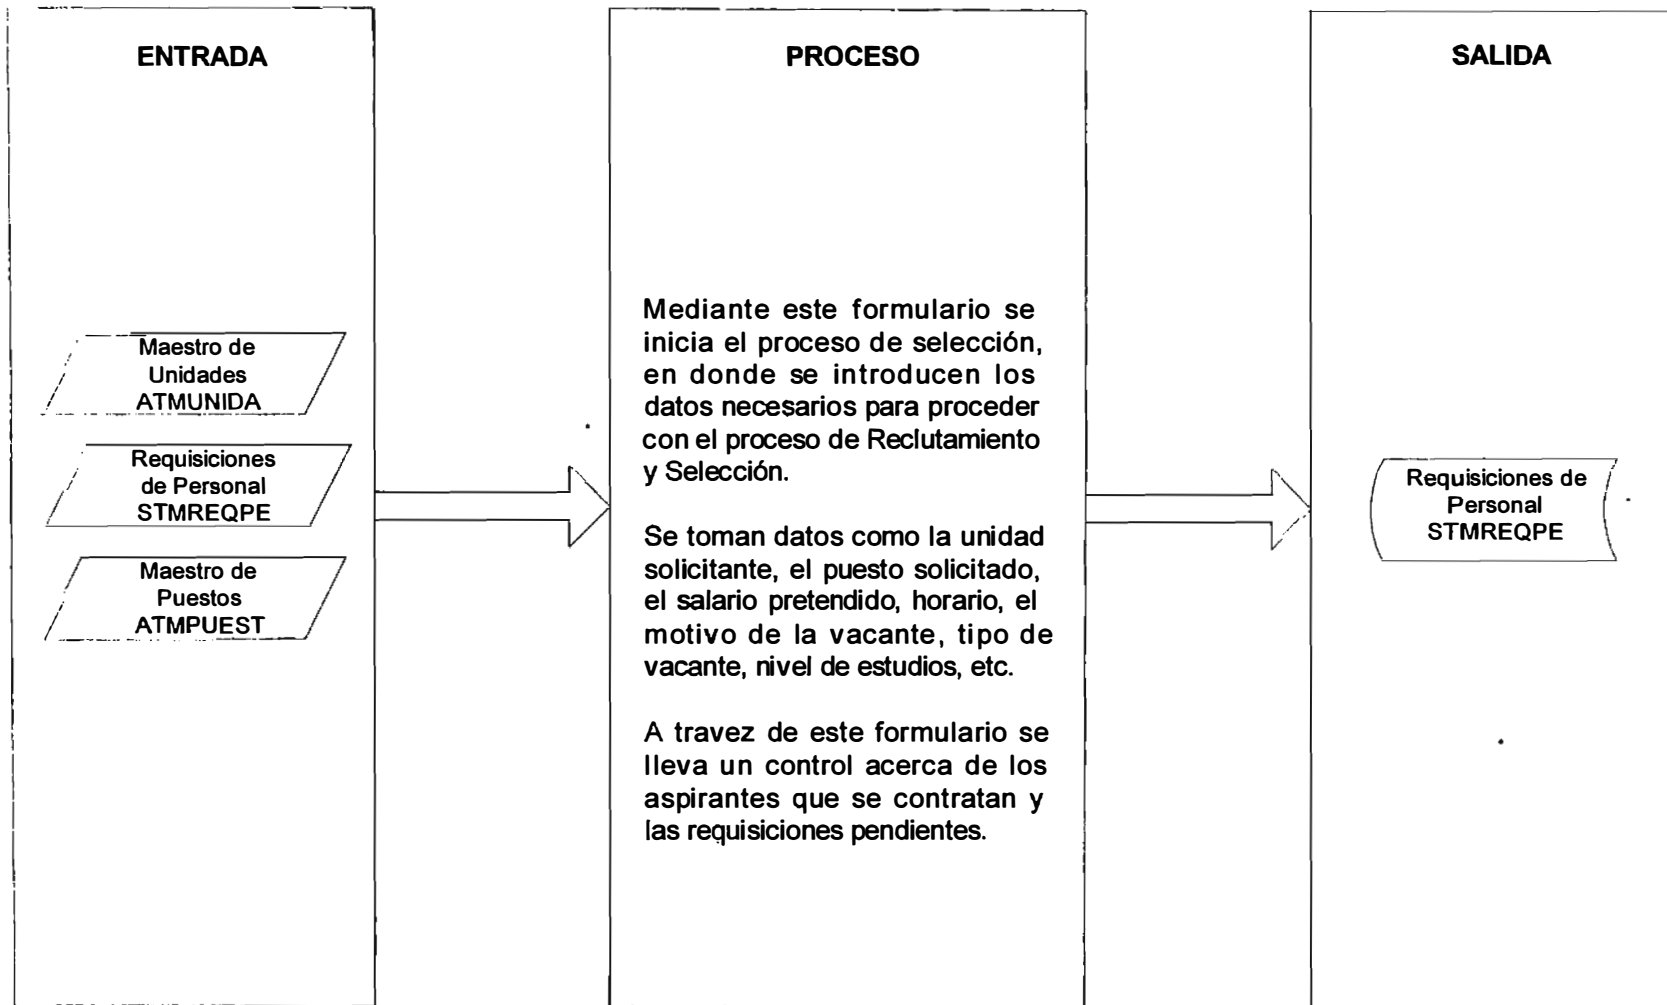 ENTRADA
Maestro de
Unidades
ATMUNIDA
Requisiciones
de Personal
STMREQPE
Maestro de
Puestos
ATMPUEST
PROCESO
Mediante este formulario se
inicia el proceso de selección,
en donde se introducen los
datos necesarios para proceder
con el proceso de Reclutamiento
y Selección.
Se toman datos como la unidad
solicitante, el puesto solicitado,
el salario pretendido, horario, el
motivo de la vacante, tipo de
vacante, nivel de estudios, etc.
A travez de este formulario se
lleva un control acerca de los
aspirantes que se contratan y
las requisiciones pendientes.
SALIDA
Requisiciones de
Personal
STMREQPE